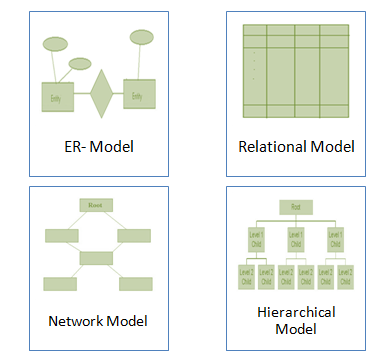 Entity
Entity
ER- Model
Relational Model
Root
Network Model
Root
Level 1
Child
Level 1
Child
Level 1
Child
Level 2
Child
Level 2
Child
Level 2
Child
Level 2
Child
Level 2
Child
Level 2
Child
Hierarchical
Model